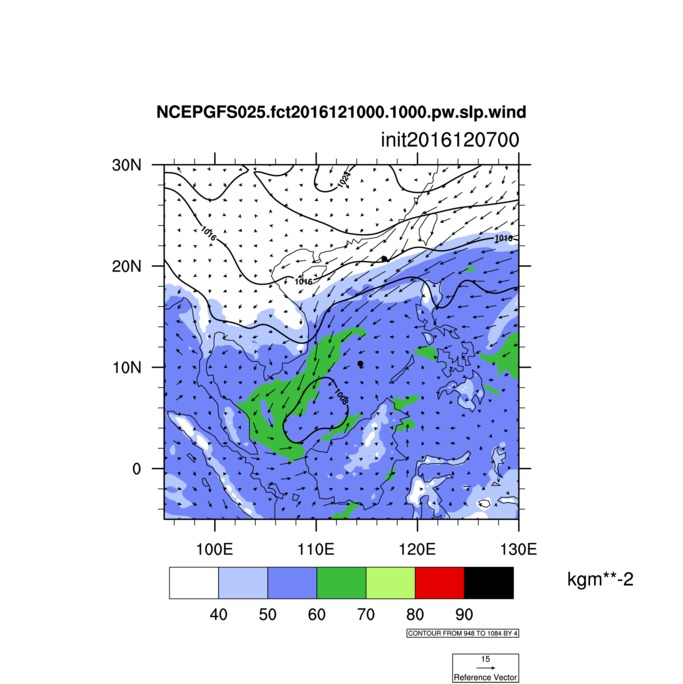 NCEPGFS025.fct2016121000.1000.pw.slp.wind
init2016120700
30N
20N
10N
0
1024
1016
1016
1016
1008
100E
110E
120E
130E
kgm**-2
40
50
60
70
80
90
CONTOUR FROM 948 TO 1084 BY 4
15
Reference Vector